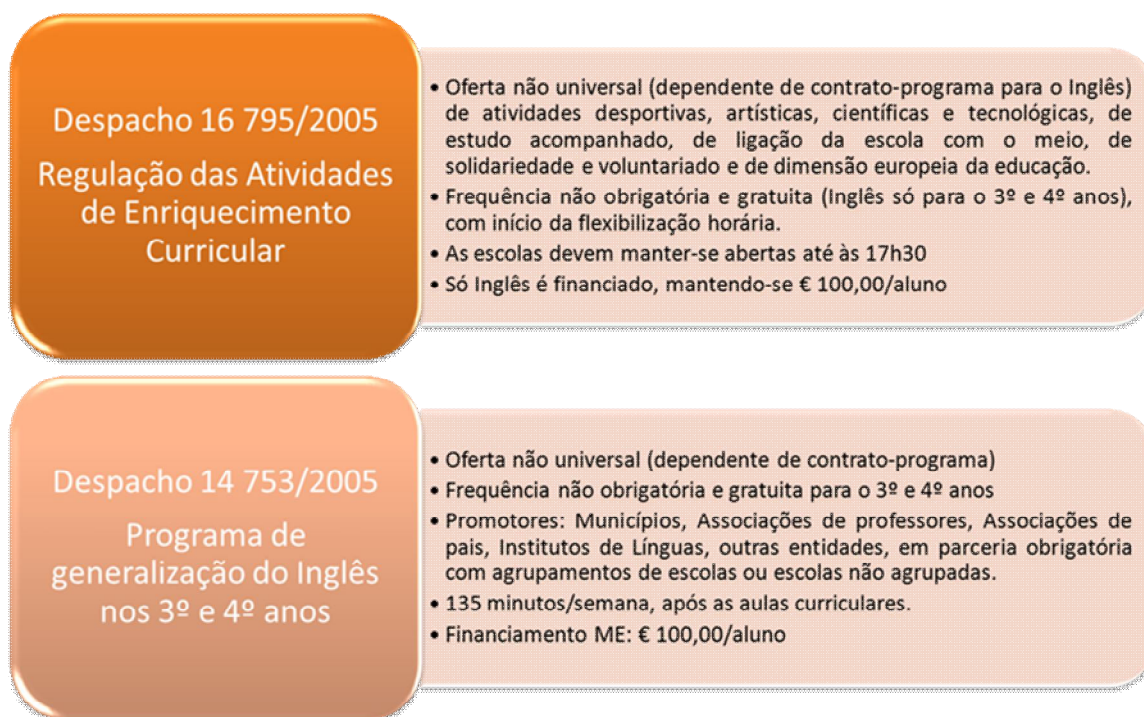 Despacho 16 795/2005
Regulação das Atividades
de Enriquecimento
Curricular
• Oferta não universal (dependente de contrato-programa para o Inglês)
de atividades desportivas, artísticas, científicas e tecnológicas, de
estudo acompanhado, de ligação da escola com o meio, de
solidariedade e voluntariado e de dimensão europeia da educação.
• Frequência não obrigatória e gratuita (Inglês só para o 3º e 4º anos),
com início da flexibilização horária.
• As escolas devem manter-se abertas até às 17h30
• Só Inglês é financiado, mantendo-se € 100,00/aluno
Despacho 14 753/2005
Programa de
generalização do Inglês
nos 3º e 4º anos
• Oferta não universal (dependente de contrato-programa)
• Frequência não obrigatória e gratuita para o 3º e 4º anos
• Promotores: Municípios, Associações de professores, Associações de
pais, Institutos de Línguas, outras entidades, em parceria obrigatória
com agrupamentos de escolas ou escolas não agrupadas.
• 135 minutos/semana, após as aulas curriculares.
• Financiamento ME: € 100,00/aluno